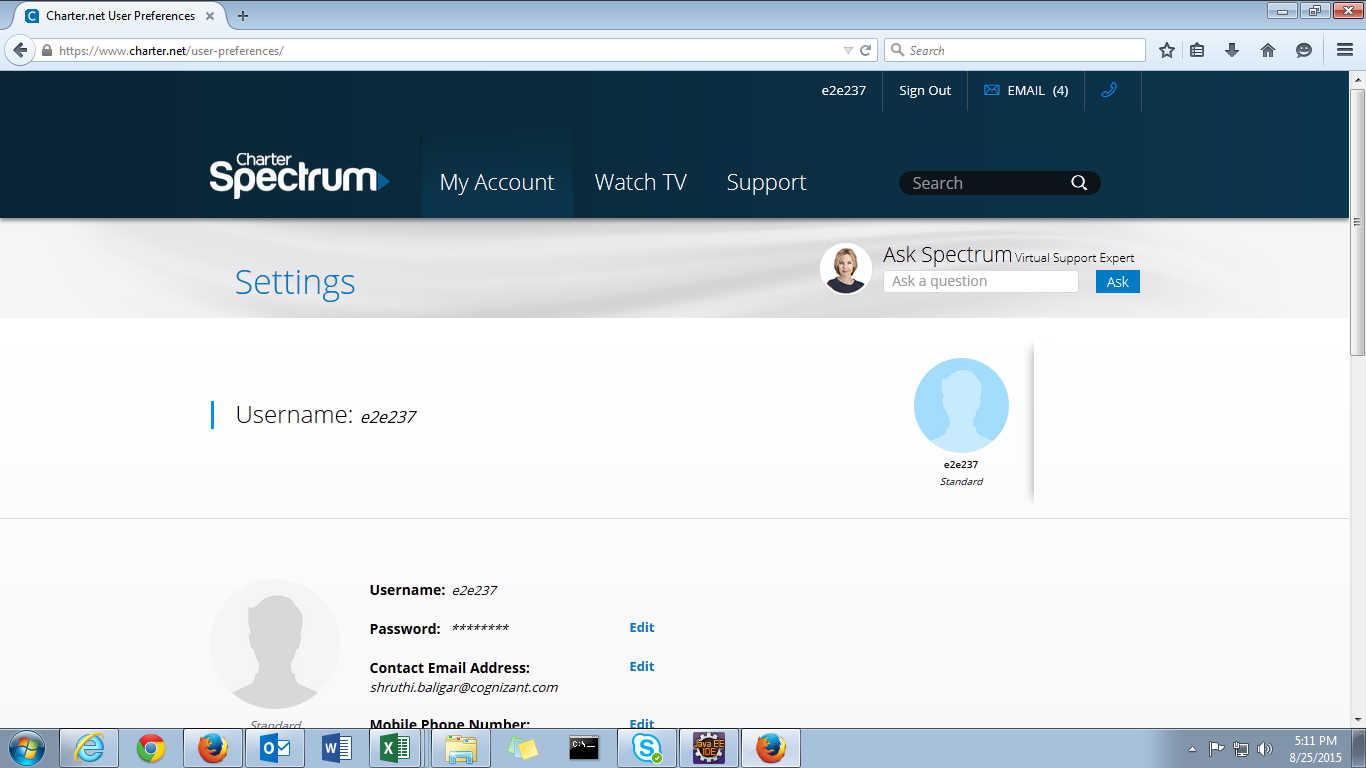 Charter.net User Preferences
https://www.charter.net/user-preferences/
Search
e2e237
Sign Out
EMAIL (4)
Charter
Spectrum
My Account
Watch TV
Support
Search
Settings
Ask Spectrum Virtual Support Expert
Ask a question
Ask
Username: e2e237
e2e237
Standard
Username: e2e237
Password: ******** Edit
Contact Email Address: Edit
shruthi.baligar@cognizant.com
Standard
Mobile Phone Number: Edit
Java EE
IDE
5:11 PM
8/25/2015